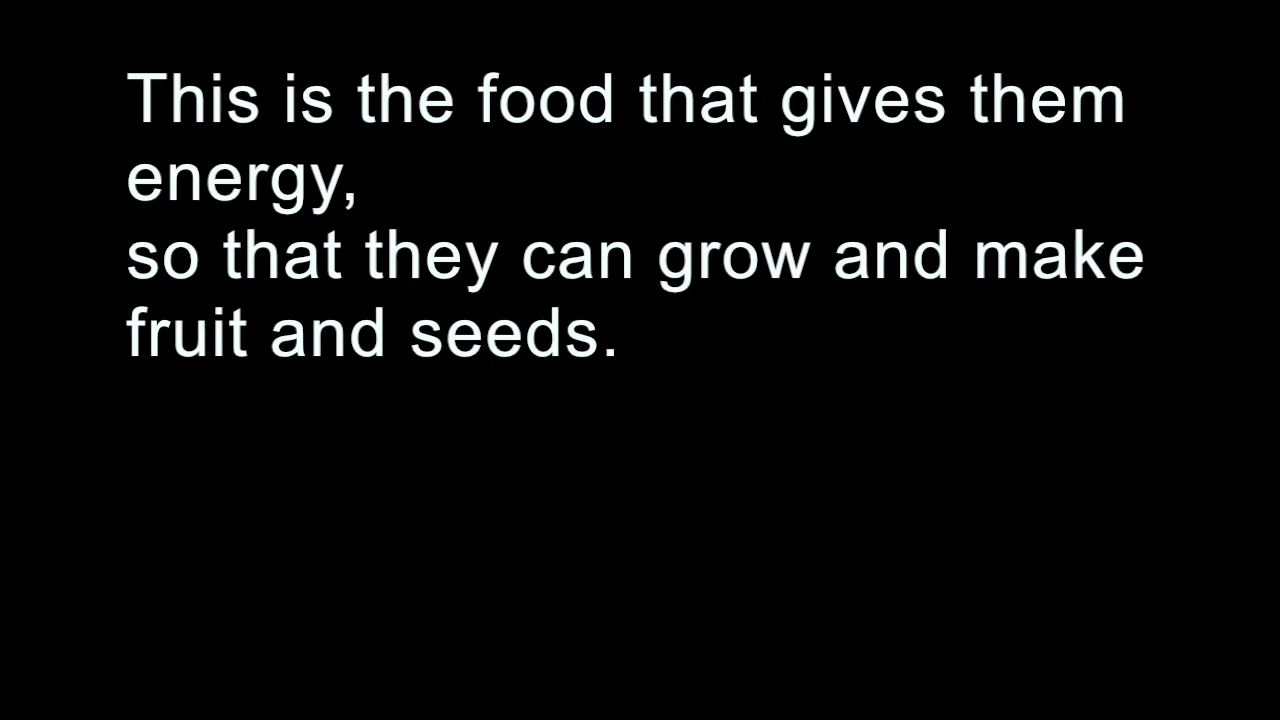 This is the food that gives them
energy,
so that they can grow and make
fruit and seeds.